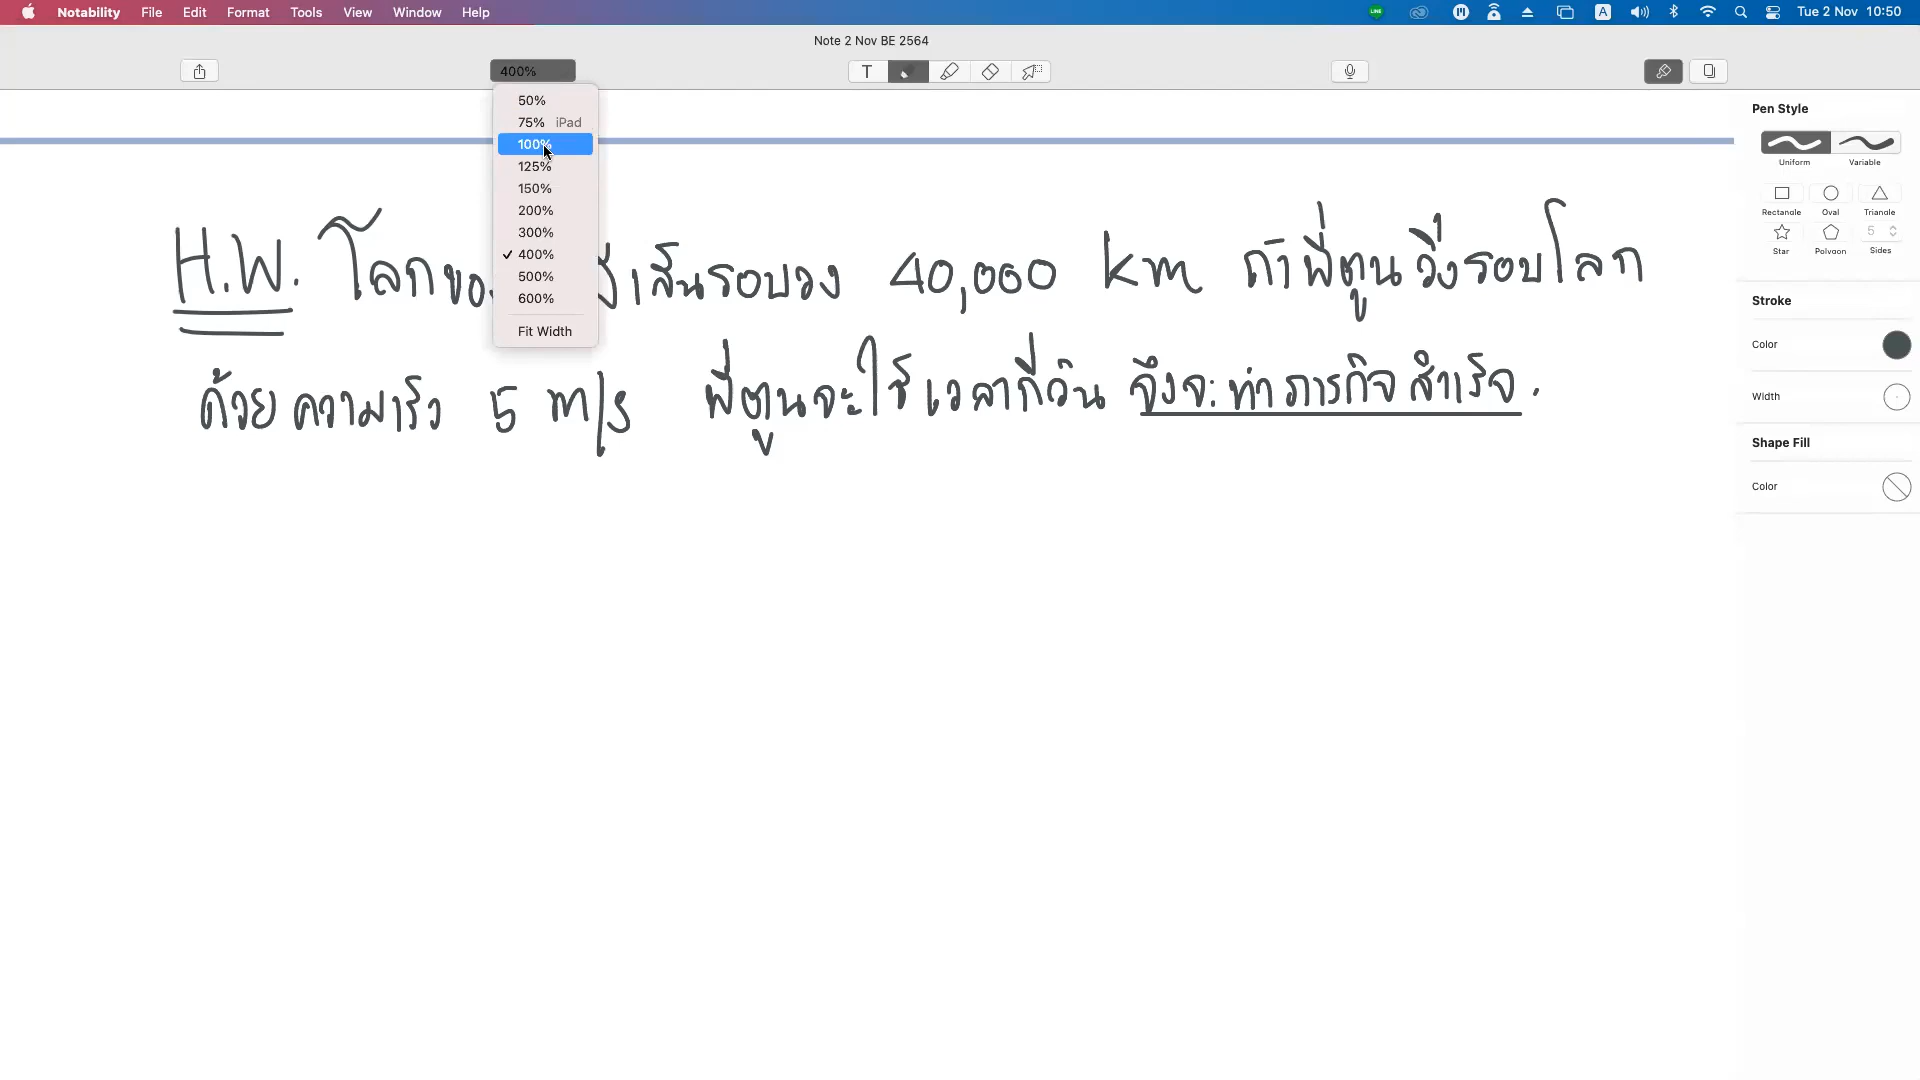 Notability File Edit Format Tools View Window Help LINE A Tue 2 Nov 10:50
Note 2 Nov BE 2564
400% T
50%
75% iPad
100%
125%
150%
200%
300%
400%
500%
600%
Fit Width
Pen Style
Uniform Variable
Rectangle Oval Triangle
Star Polygon 5 Sides
Stroke
Color
Width
Shape Fill
Color
H.W. โลก เส้นรอบวง 40,000 km ถ้าพี่ตูนวิ่งรอบโลก
ด้วยความเร็ว 5 m/s พี่ตูนจะใช้เวลากี่วัน จึงจะทำภารกิจสำเร็จ.